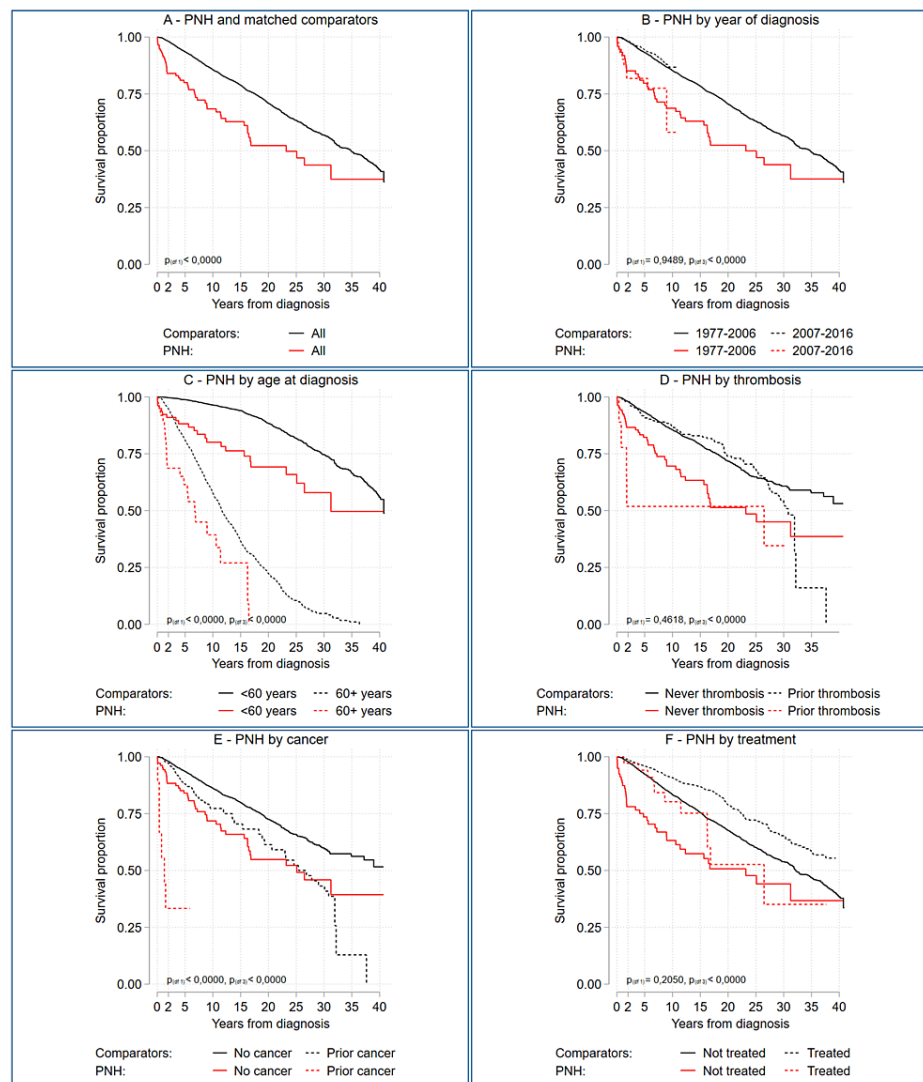 A - PNH and matched comparators
1.00
0.75
0.50
0.25
0.00
Survival proportion
p(df 1)< 0,0000
0 2 5 10 15 20 25 30 35 40
Years from diagnosis
Comparators: All
PNH: All
B - PNH by year of diagnosis
1.00
0.75
0.50
0.25
0.00
Survival proportion
p(df 1)= 0,9489, p(df 3)< 0,0000
0 2 5 10 15 20 25 30 35 40
Years from diagnosis
Comparators: 1977-2006 2007-2016
PNH: 1977-2006 2007-2016
C - PNH by age at diagnosis
1.00
0.75
0.50
0.25
0.00
Survival proportion
p(df 1)< 0,0000, p(df 3)< 0,0000
0 2 5 10 15 20 25 30 35 40
Years from diagnosis
Comparators: <60 years 60+ years
PNH: <60 years 60+ years
D - PNH by thrombosis
1.00
0.75
0.50
0.25
0.00
Survival proportion
p(df 1)= 0,4618, p(df 3)< 0,0000
0 2 5 10 15 20 25 30 35 40
Years from diagnosis
Comparators: Never thrombosis Prior thrombosis
PNH: Never thrombosis Prior thrombosis
E - PNH by cancer
1.00
0.75
0.50
0.25
0.00
Survival proportion
p(df 1)< 0,0000, p(df 3)< 0,0000
0 2 5 10 15 20 25 30 35 40
Years from diagnosis
Comparators: No cancer Prior cancer
PNH: No cancer Prior cancer
F - PNH by treatment
1.00
0.75
0.50
0.25
0.00
Survival proportion
p(df 1)= 0,2050, p(df 3)< 0,0000
0 2 5 10 15 20 25 30 35 40
Years from diagnosis
Comparators: Not treated Treated
PNH: Not treated Treated